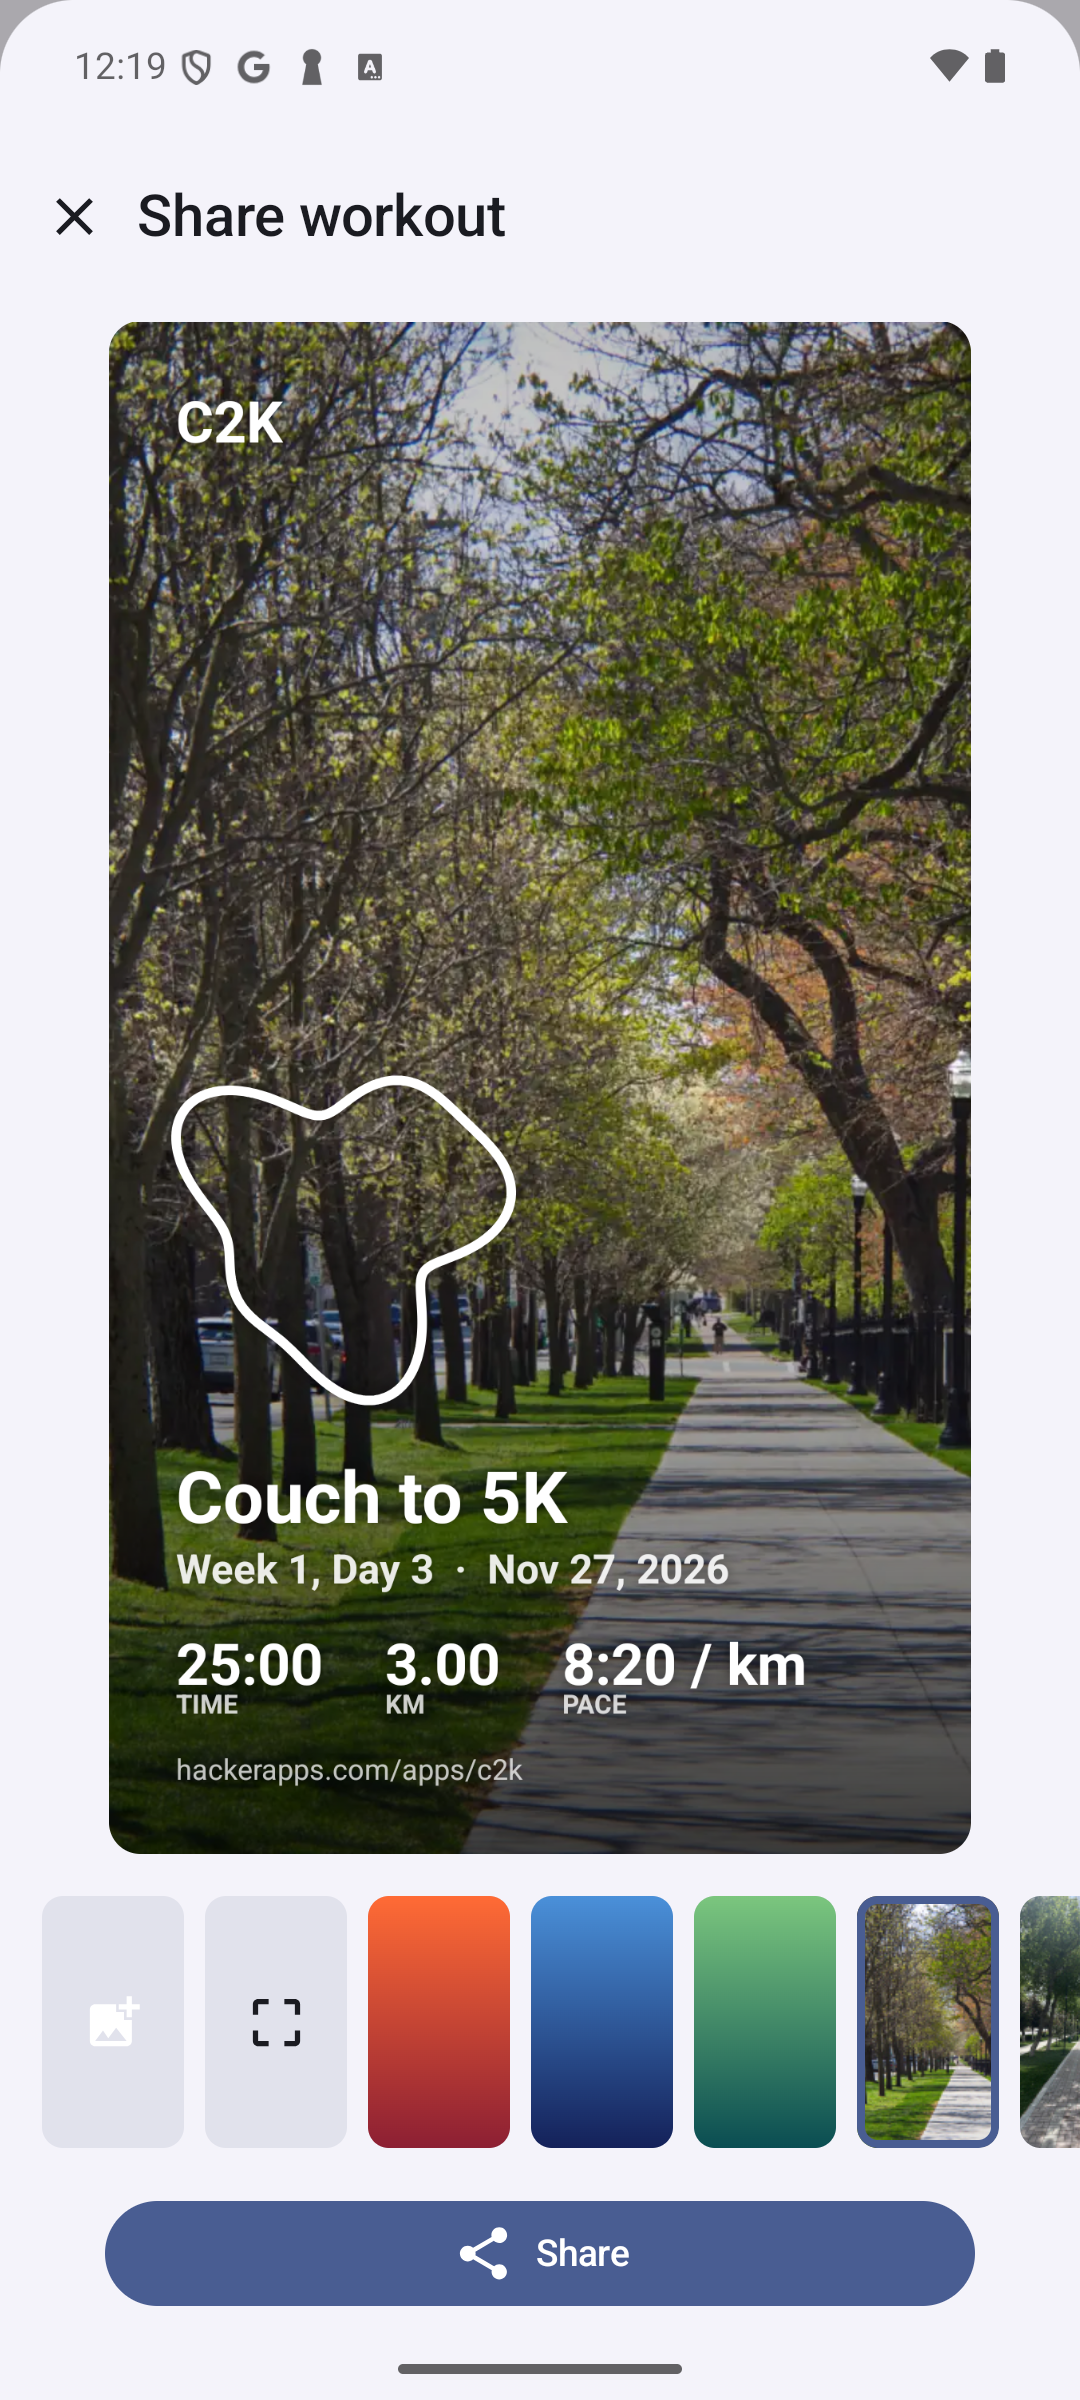 12:19
Share workout
C2K
Couch to 5K
Week 1, Day 3 · Nov 27, 2026
25:00 3.00 8:20 / km
TIME KM PACE
hackerapps.com/apps/c2k
Share